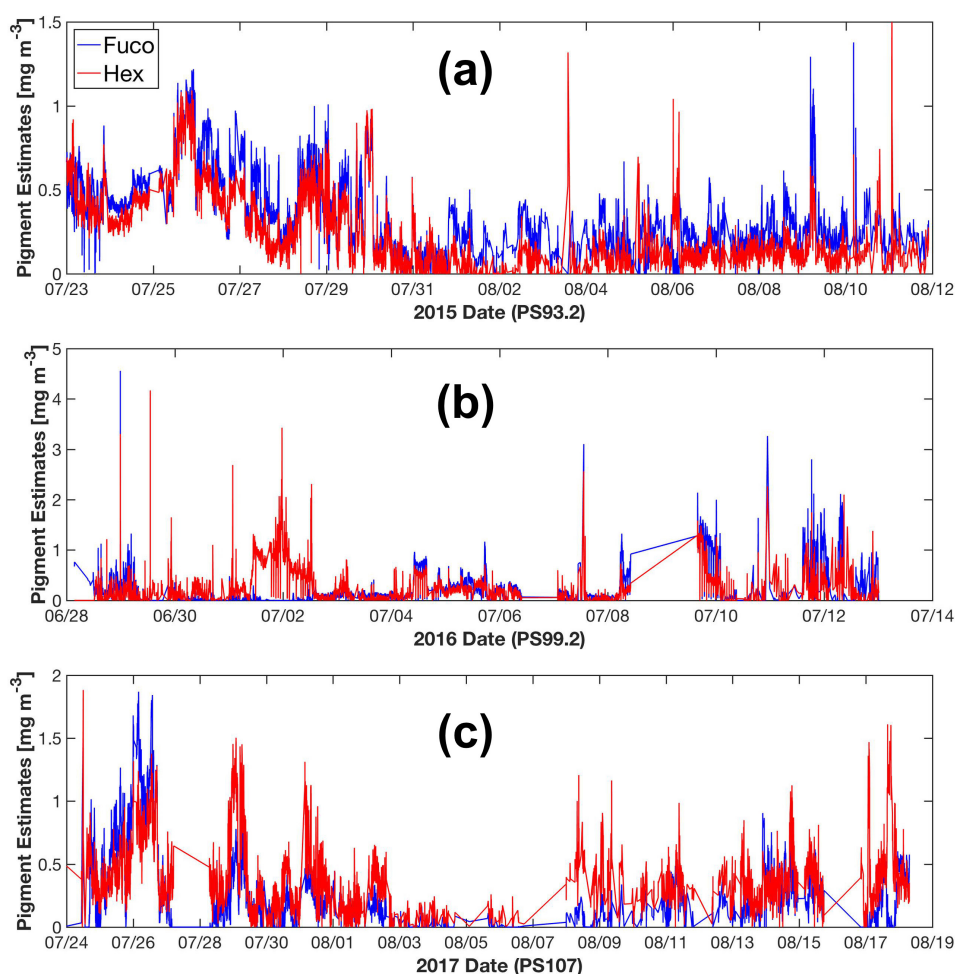 (a)
Fuco
Hex
Pigment Estimates [mg m⁻³]
1.5
1
0.5
0
07/23 07/25 07/27 07/29 07/31 08/02 08/04 08/06 08/08 08/10 08/12
2015 Date (PS93.2)
(b)
Pigment Estimates [mg m⁻³]
5
4
3
2
1
0
06/28 06/30 07/02 07/04 07/06 07/08 07/10 07/12 07/14
2016 Date (PS99.2)
(c)
Pigment Estimates [mg m⁻³]
2
1.5
1
0.5
0
07/24 07/26 07/28 07/30 08/01 08/03 08/05 08/07 08/09 08/11 08/13 08/15 08/17 08/19
2017 Date (PS107)